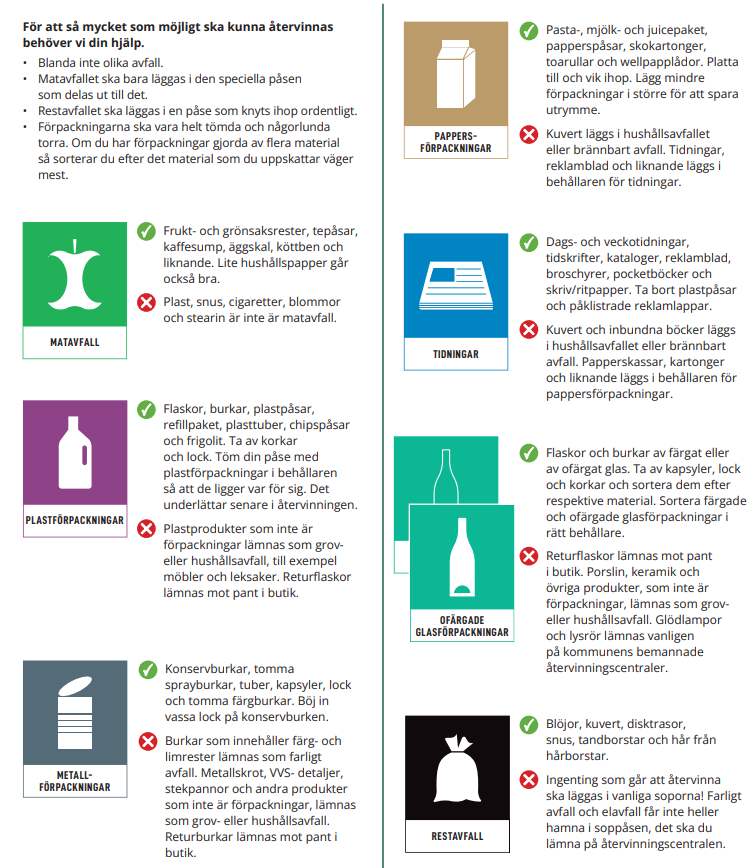 För att så mycket som möjligt ska kunna återvinnas
behöver vi din hjälp.
• Blanda inte olika avfall.
• Matavfallet ska bara läggas i den speciella påsen
som delas ut till det.
• Restavfallet ska läggas i en påse som knyts ihop ordentligt.
• Förpackningarna ska vara helt tömda och någorlunda
torra. Om du har förpackningar gjorda av flera material
så sorterar du efter det material som du uppskattar väger
mest.
MATAVFALL
Frukt- och grönsaksrester, tepåsar,
kaffesump, äggskal, köttben och
liknande. Lite hushållspapper går
också bra.
Plast, snus, cigaretter, blommor
och stearin är inte är matavfall.
PLASTFÖRPACKNINGAR
Flaskor, burkar, plastpåsar,
refillpaket, plasttuber, chipspåsar
och frigolit. Ta av korkar
och lock. Töm din påse med
plastförpackningar i behållaren
så att de ligger var för sig. Det
underlättar senare i återvinningen.
Plastprodukter som inte är
förpackningar lämnas som grov-
eller hushållsavfall, till exempel
möbler och leksaker. Returflaskor
lämnas mot pant i butik.
METALL-
FÖRPACKNINGAR
Konservburkar, tomma
sprayburkar, tuber, kapsyler, lock
och tomma färgburkar. Böj in
vassa lock på konservburken.
Burkar som innehåller färg- och
limrester lämnas som farligt
avfall. Metallskrot, VVS- detaljer,
stekpannor och andra produkter
som inte är förpackningar, lämnas
som grov- eller hushållsavfall.
Returburkar lämnas mot pant i
butik.
PAPPERS-
FÖRPACKNINGAR
Pasta-, mjölk- och juicepaket,
papperspåsar, skokartonger,
toarullar och wellpapplådor. Platta
till och vik ihop. Lägg mindre
förpackningar i större för att spara
utrymme.
Kuvert läggs i hushållsavfallet
eller brännbart avfall. Tidningar,
reklamblad och liknande läggs i
behållaren för tidningar.
TIDNINGAR
Dags- och veckotidningar,
tidskrifter, kataloger, reklamblad,
broschyrer, pocketböcker och
skriv/ritpapper. Ta bort plastpåsar
och påklistrade reklamlappar.
Kuvert och inbundna böcker läggs
i hushållsavfallet eller brännbart
avfall. Papperskassar, kartonger
och liknande läggs i behållaren för
pappersförpackningar.
OFÄRGADE
GLASFÖRPACKNINGAR
Flaskor och burkar av färgat eller
av ofärgat glas. Ta av kapsyler, lock
och korkar och sortera dem efter
respektive material. Sortera färgade
och ofärgade glasförpackningar i
rätt behållare.
Returflaskor lämnas mot pant
i butik. Porslin, keramik och
övriga produkter, som inte är
förpackningar, lämnas som grov-
eller hushållsavfall. Glödlampor
och lysrör lämnas vanligen
på kommunens bemannade
återvinningscentraler.
RESTAVFALL
Blöjor, kuvert, disktrasor,
snus, tandborstar och hår från
hårborstar.
Ingenting som går att återvinna
ska läggas i vanliga soporna! Farligt
avfall och elavfall får inte heller
hamna i soppåsen, det ska du
lämna på återvinningscentralen.